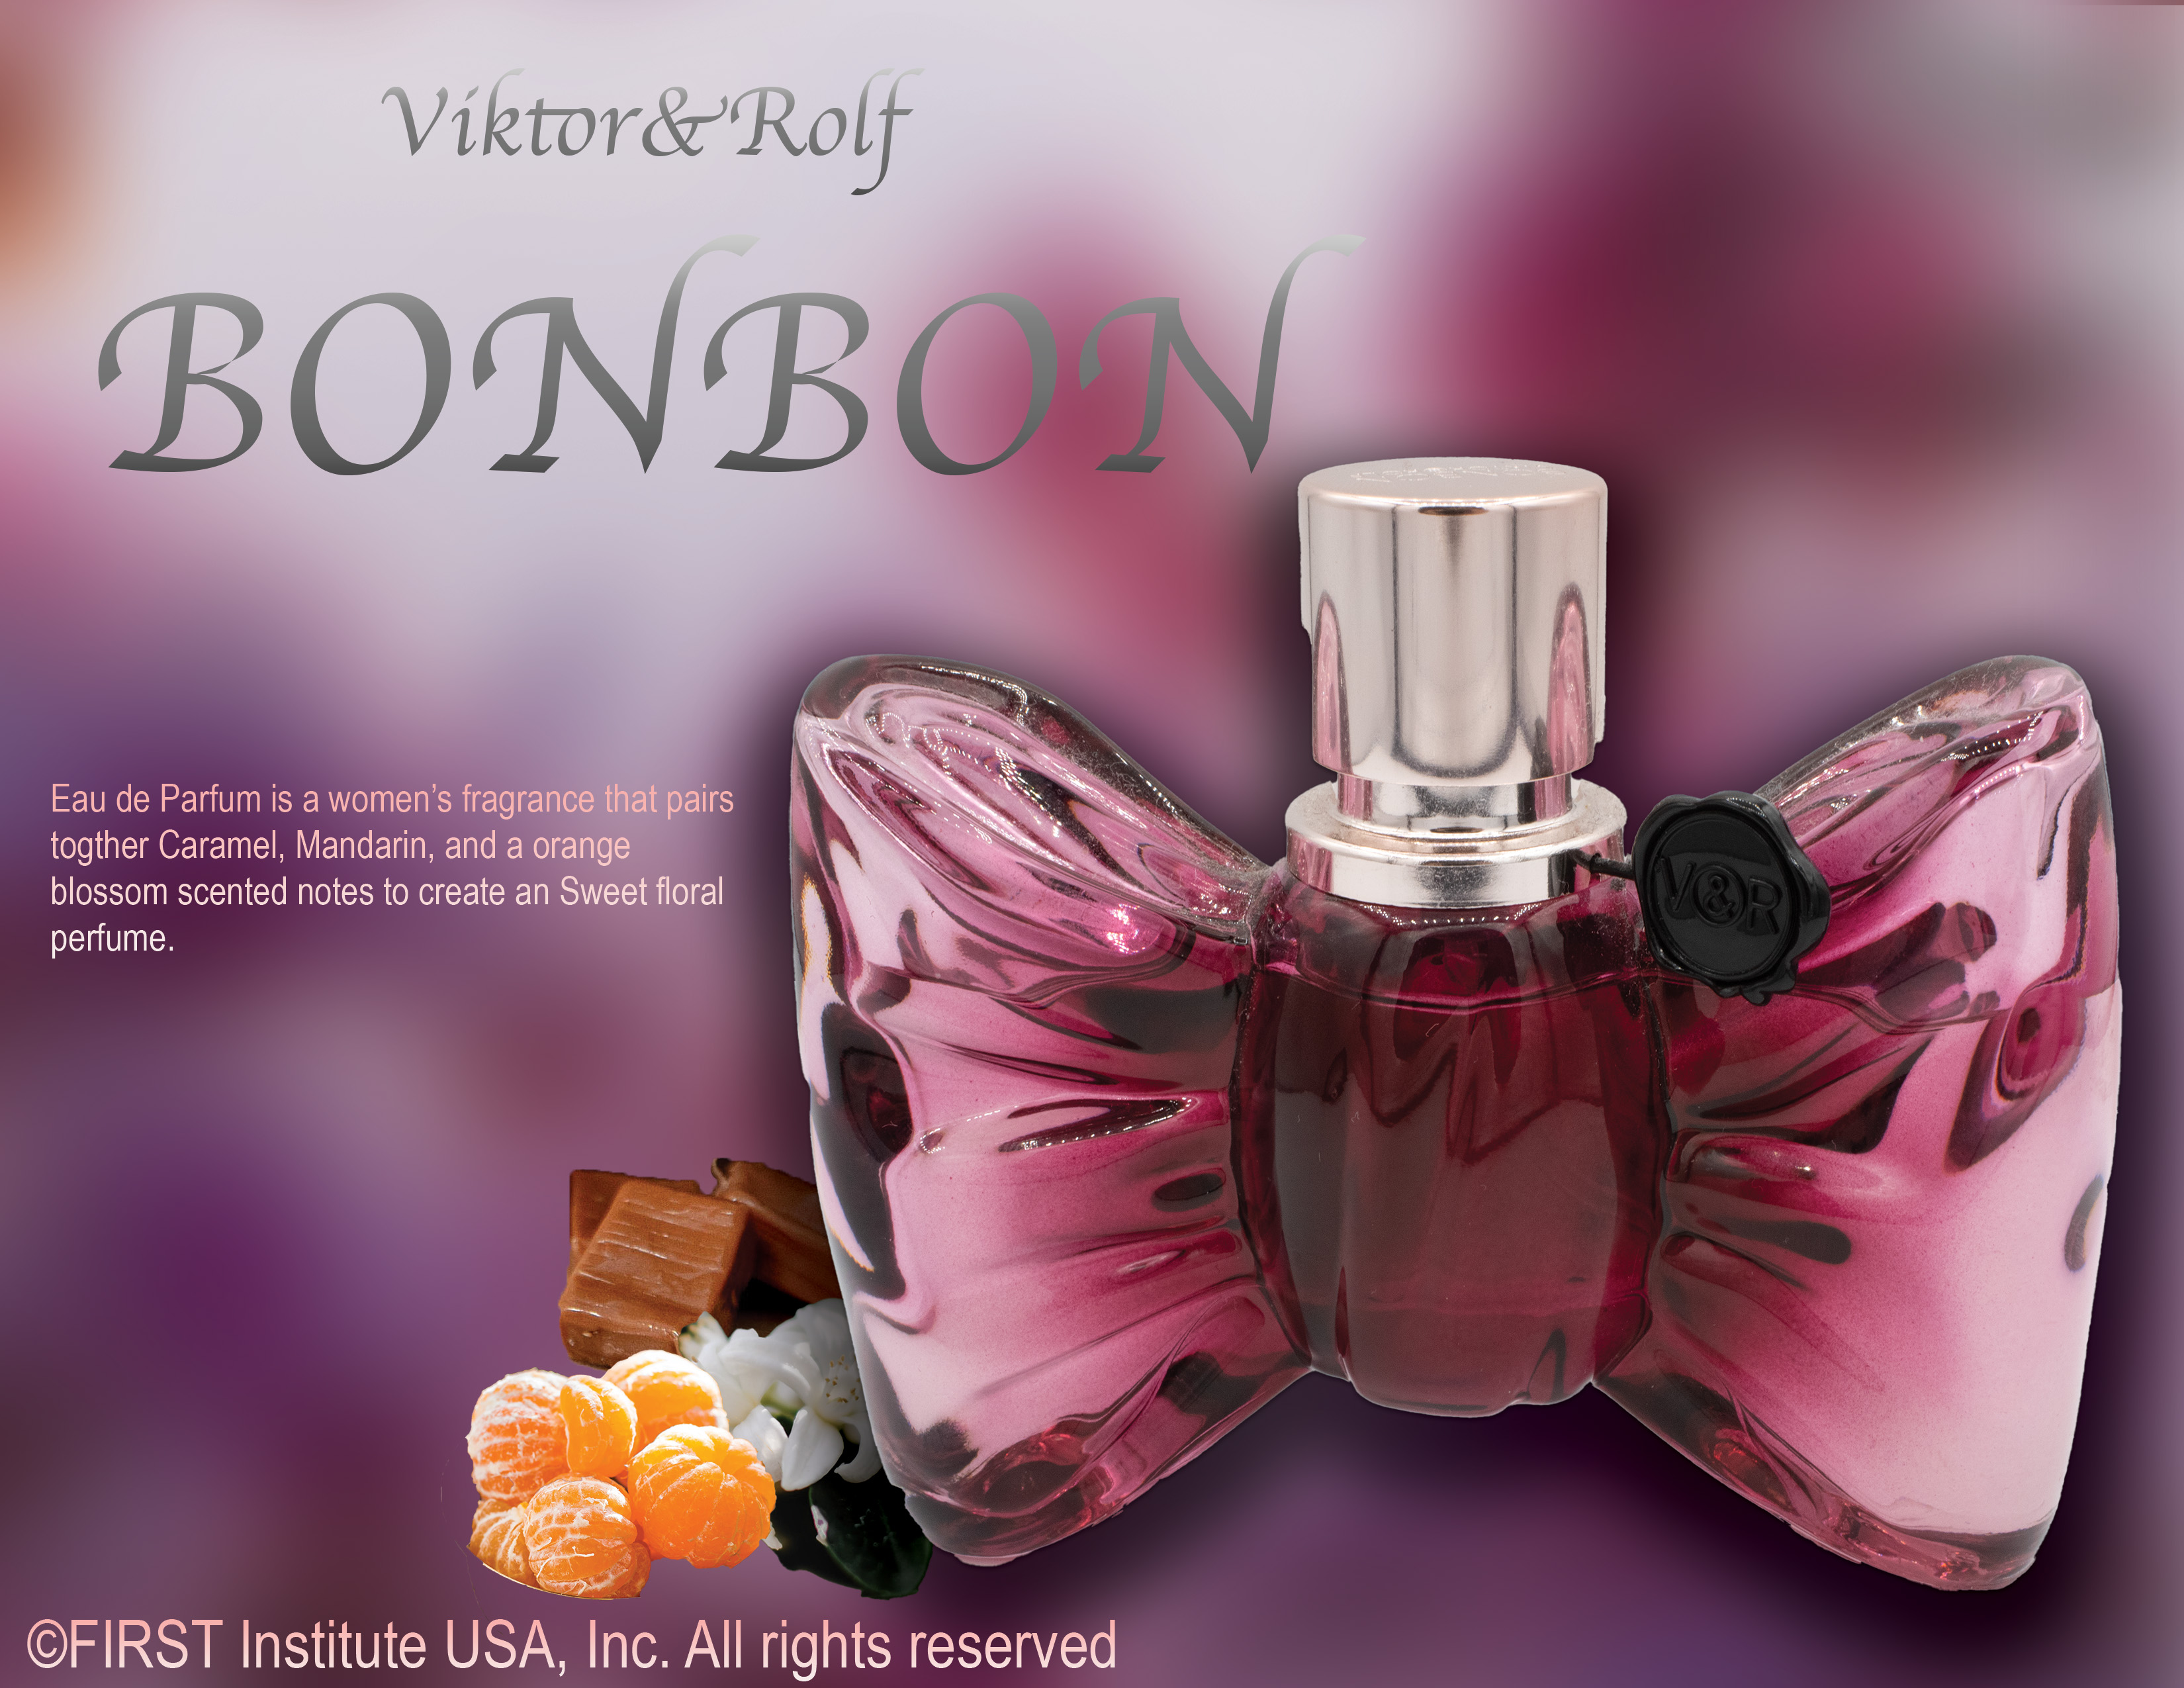 Viktor&Rolf
BONBON
Eau de Parfum is a women's fragrance that pairs
togther Caramel, Mandarin, and a orange
blossom scented notes to create an Sweet floral
perfume.
V&R
©FIRST Institute USA, Inc. All rights reserved